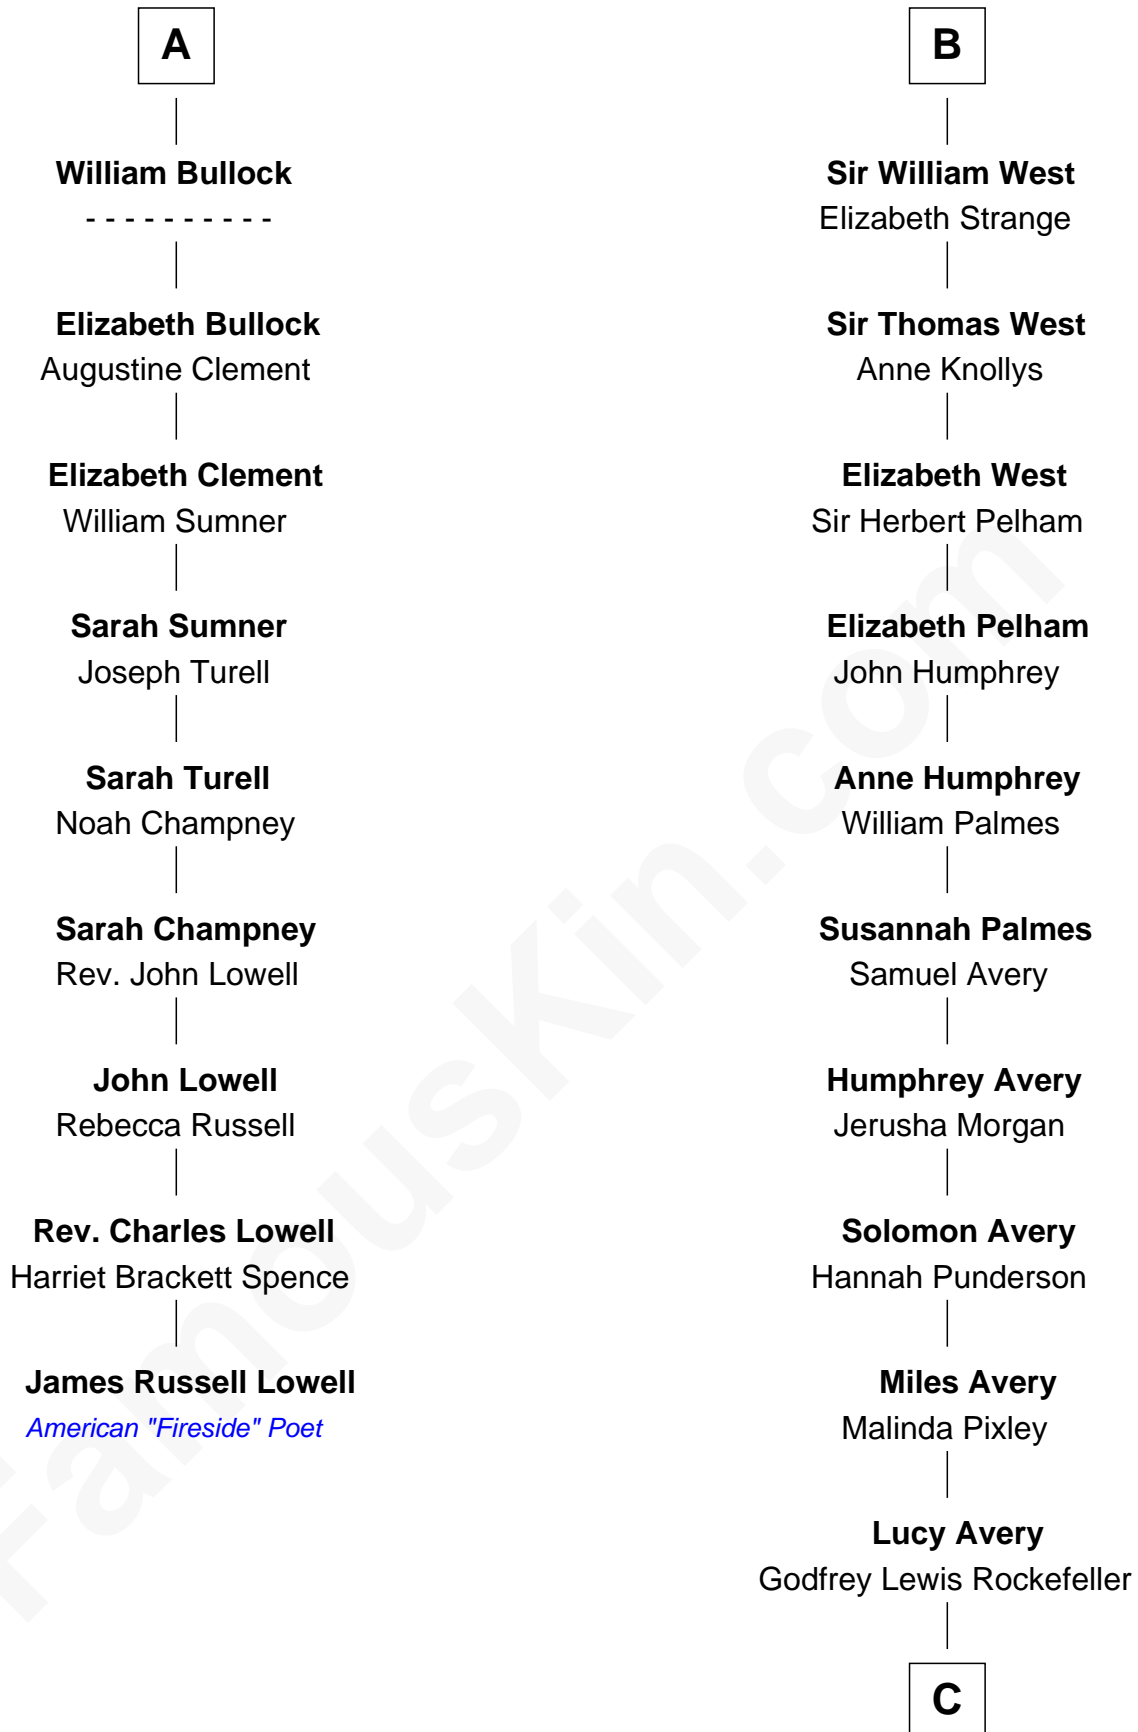 A
William Bullock
- - - - - - - - - -
Elizabeth Bullock
Augustine Clement
Elizabeth Clement
William Sumner
Sarah Sumner
Joseph Turell
Sarah Turell
Noah Champney
Sarah Champney
Rev. John Lowell
John Lowell
Rebecca Russell
Rev. Charles Lowell
Harriet Brackett Spence
James Russell Lowell
American "Fireside" Poet
B
Sir William West
Elizabeth Strange
Sir Thomas West
Anne Knollys
Elizabeth West
Sir Herbert Pelham
Elizabeth Pelham
John Humphrey
Anne Humphrey
William Palmes
Susannah Palmes
Samuel Avery
Humphrey Avery
Jerusha Morgan
Solomon Avery
Hannah Punderson
Miles Avery
Malinda Pixley
Lucy Avery
Godfrey Lewis Rockefeller
C
FamousKin.com